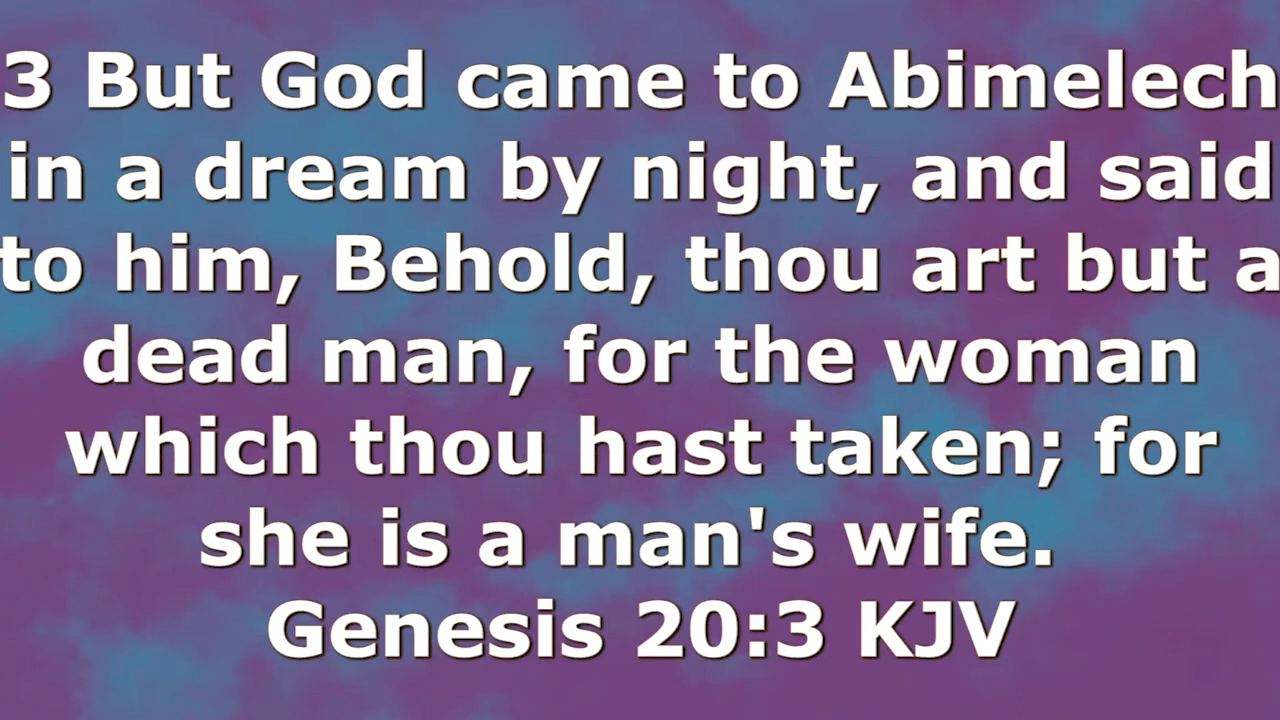 3 But God came to Abimelech
in a dream by night, and said
to him, Behold, thou art but a
dead man, for the woman
which thou hast taken; for
she is a man's wife.
Genesis 20:3 KJV